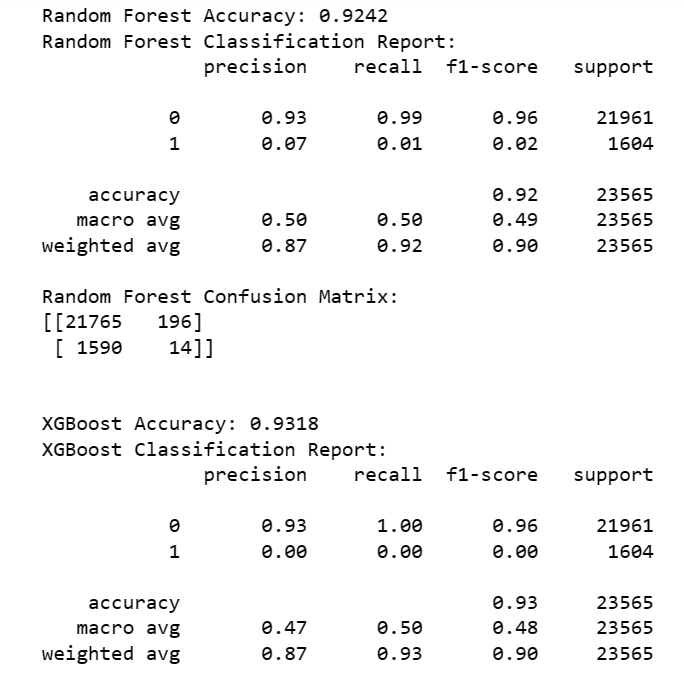 Random Forest Accuracy: 0.9242
Random Forest Classification Report:
              precision    recall  f1-score   support

           0       0.93      0.99      0.96     21961
           1       0.07      0.01      0.02      1604

    accuracy                           0.92     23565
   macro avg       0.50      0.50      0.49     23565
weighted avg       0.87      0.92      0.90     23565

Random Forest Confusion Matrix:
[[21765   196]
 [ 1590    14]]

XGBoost Accuracy: 0.9318
XGBoost Classification Report:
              precision    recall  f1-score   support

           0       0.93      1.00      0.96     21961
           1       0.00      0.00      0.00      1604

    accuracy                           0.93     23565
   macro avg       0.47      0.50      0.48     23565
weighted avg       0.87      0.93      0.90     23565